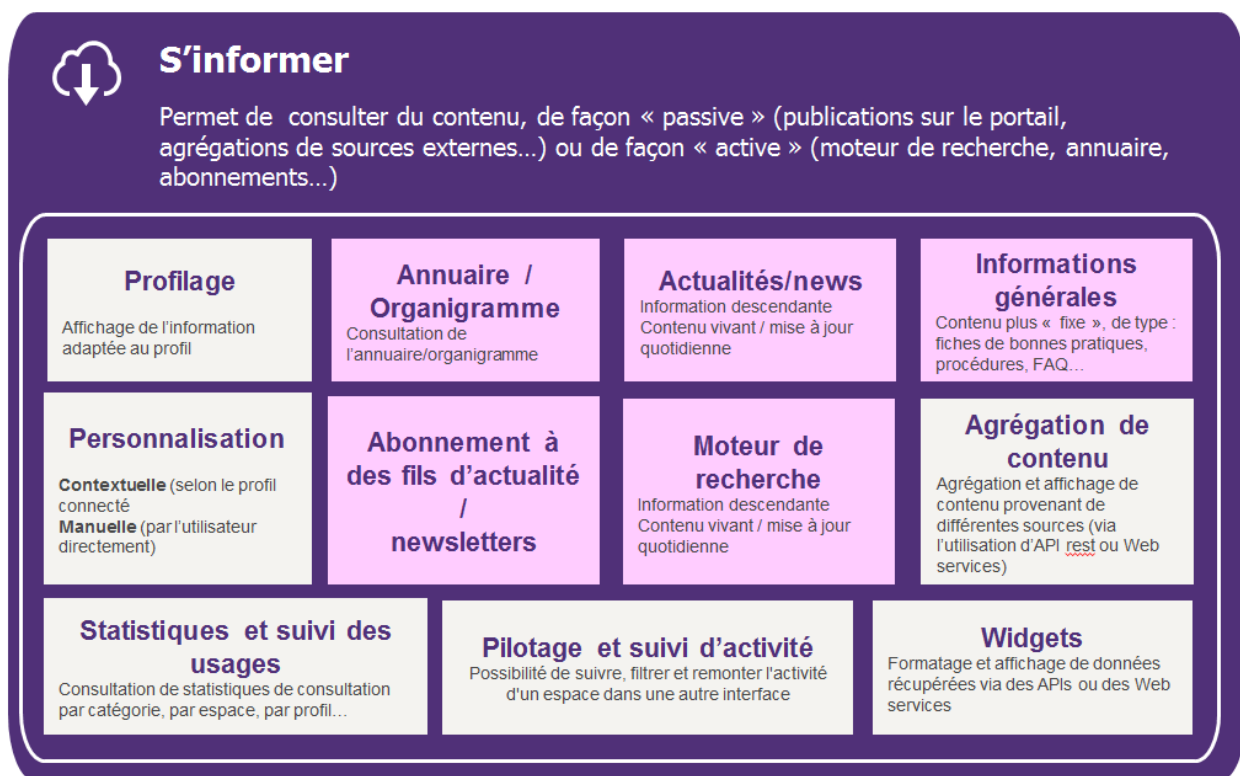 S'informer
Permet de consulter du contenu, de façon « passive » (publications sur le portail,
agrégations de sources externes…) ou de façon « active » (moteur de recherche, annuaire,
abonnements…)
Profilage
Affichage de l'information
adaptée au profil
Annuaire /
Organigramme
Consultation de
l'annuaire/organigramme
Actualités/news
Information descendante
Contenu vivant / mise à jour
quotidienne
Informations
générales
Contenu plus « fixe », de type :
fiches de bonnes pratiques,
procédures, FAQ…
Personnalisation
Contextuelle (selon le profil
connecté
Manuelle (par l'utilisateur
directement)
Abonnement à
des fils d'actualité
/
newsletters
Moteur de
recherche
Information descendante
Contenu vivant / mise à jour
quotidienne
Agrégation de
contenu
Agrégation et affichage de
contenu provenant de
différentes sources (via
l'utilisation d'API rest ou Web
services)
Statistiques et suivi des
usages
Consultation de statistiques de consultation
par catégorie, par espace, par profil…
Pilotage et suivi d'activité
Possibilité de suivre, filtrer et remonter l'activité
d'un espace dans une autre interface
Widgets
Formatage et affichage de données
récupérées via des APIs ou des Web
services